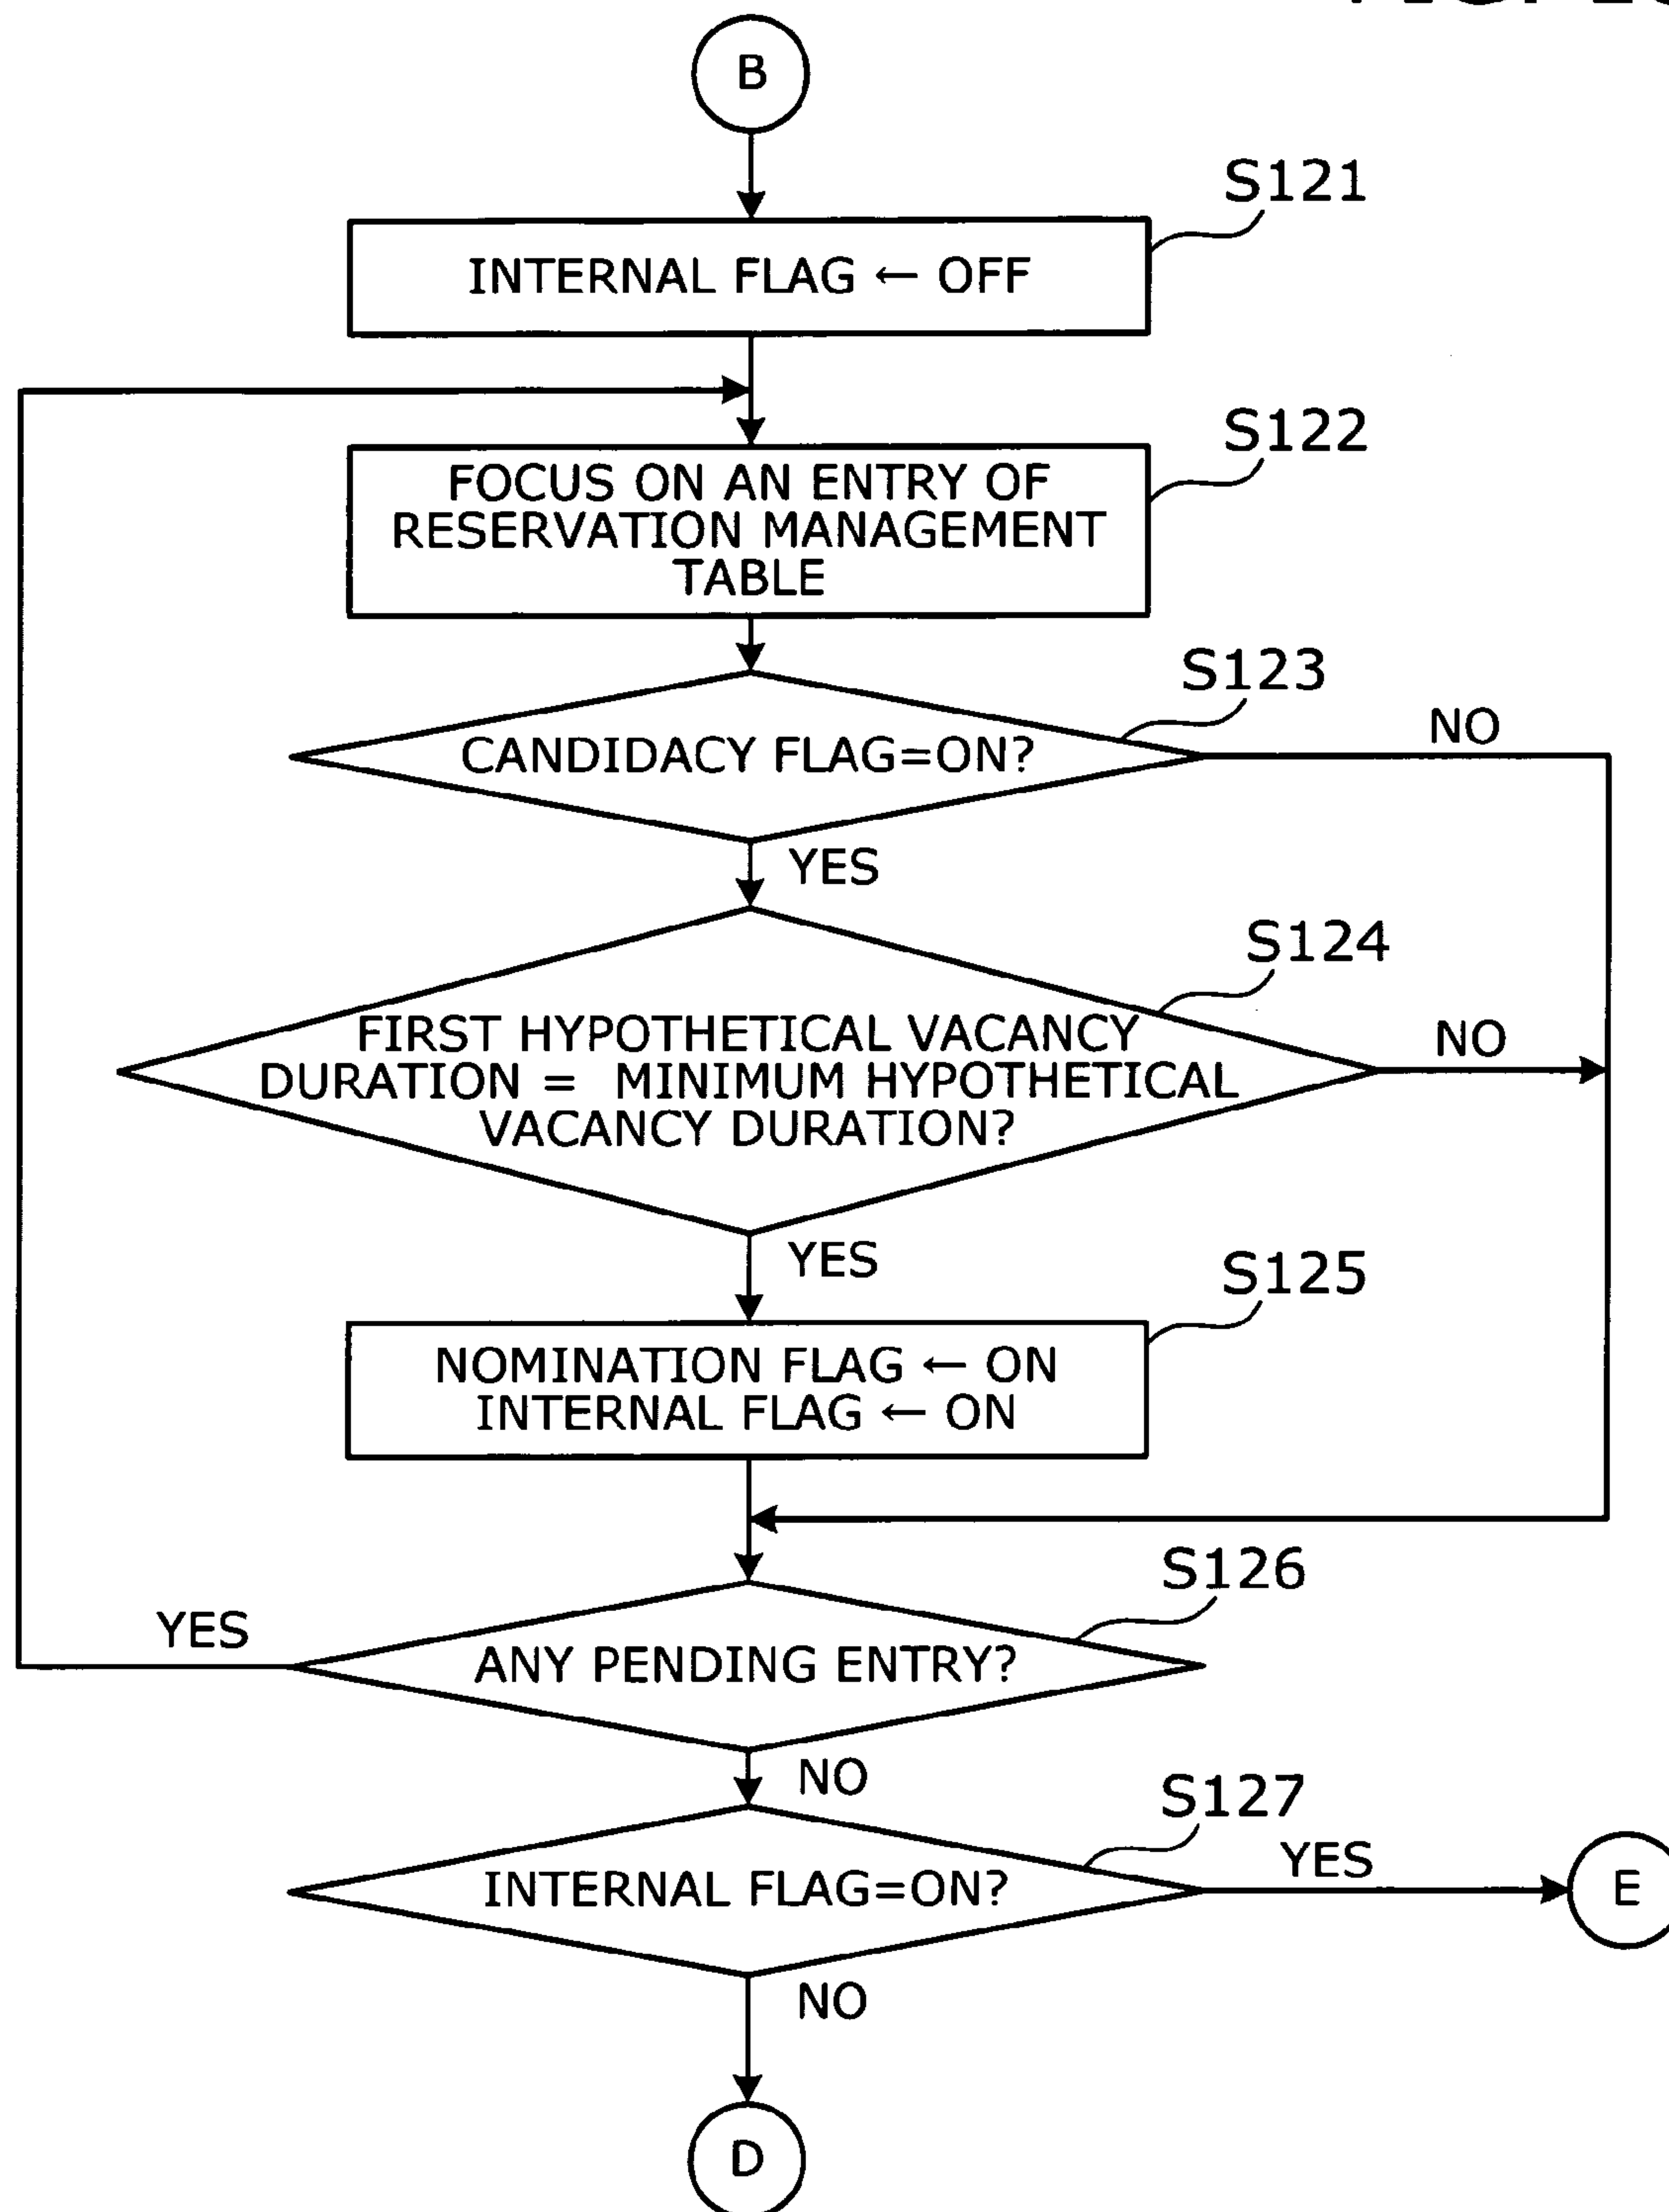 B
S121
INTERNAL FLAG ← OFF
S122
FOCUS ON AN ENTRY OF
RESERVATION MANAGEMENT
TABLE
S123
CANDIDACY FLAG=ON?
NO
YES
S124
FIRST HYPOTHETICAL VACANCY
DURATION = MINIMUM HYPOTHETICAL
VACANCY DURATION?
NO
YES
S125
NOMINATION FLAG ← ON
INTERNAL FLAG ← ON
S126
YES
ANY PENDING ENTRY?
NO
S127
INTERNAL FLAG=ON?
YES
E
NO
D